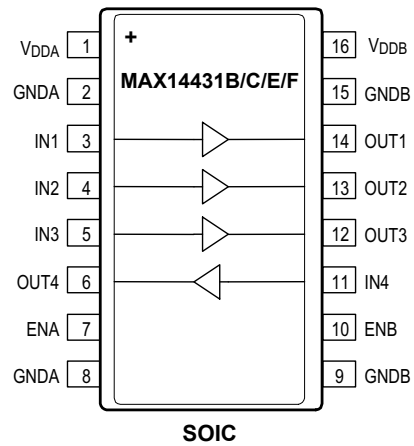 VDDA 1 + 16 VDDB
MAX14431B/C/E/F
GNDA 2 15 GNDB
IN1 3 14 OUT1
IN2 4 13 OUT2
IN3 5 12 OUT3
OUT4 6 11 IN4
ENA 7 10 ENB
GNDA 8 9 GNDB
SOIC